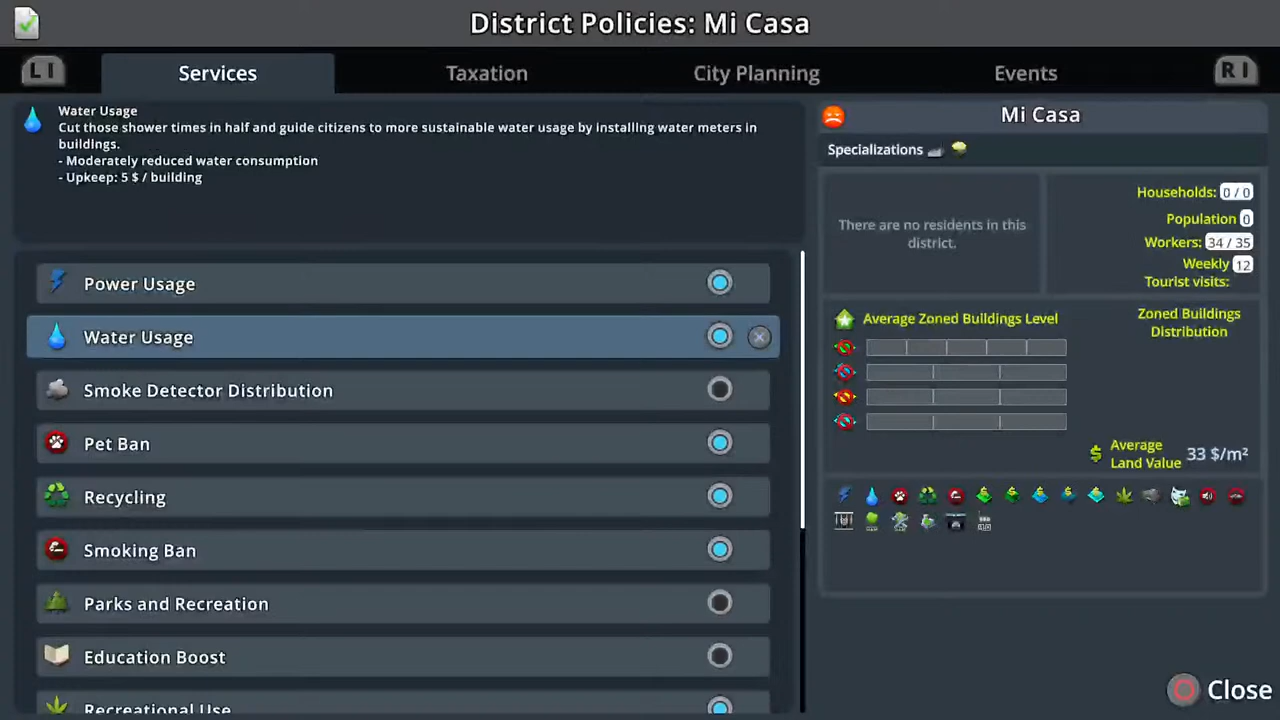 District Policies: Mi Casa
L1
Services
Taxation
City Planning
Events
R1
Water Usage
Cut those shower times in half and guide citizens to more sustainable water usage by installing water meters in
buildings.
- Moderately reduced water consumption
- Upkeep: 5 $ / building
Power Usage
Water Usage
Smoke Detector Distribution
Pet Ban
Recycling
Smoking Ban
Parks and Recreation
Education Boost
Recreational Use
Mi Casa
Specializations
There are no residents in this
district.
Households: 0 / 0
Population 0
Workers: 34 / 35
Weekly 12
Tourist visits:
Average Zoned Buildings Level
Zoned Buildings
Distribution
Average
Land Value 33 $/m²
Close